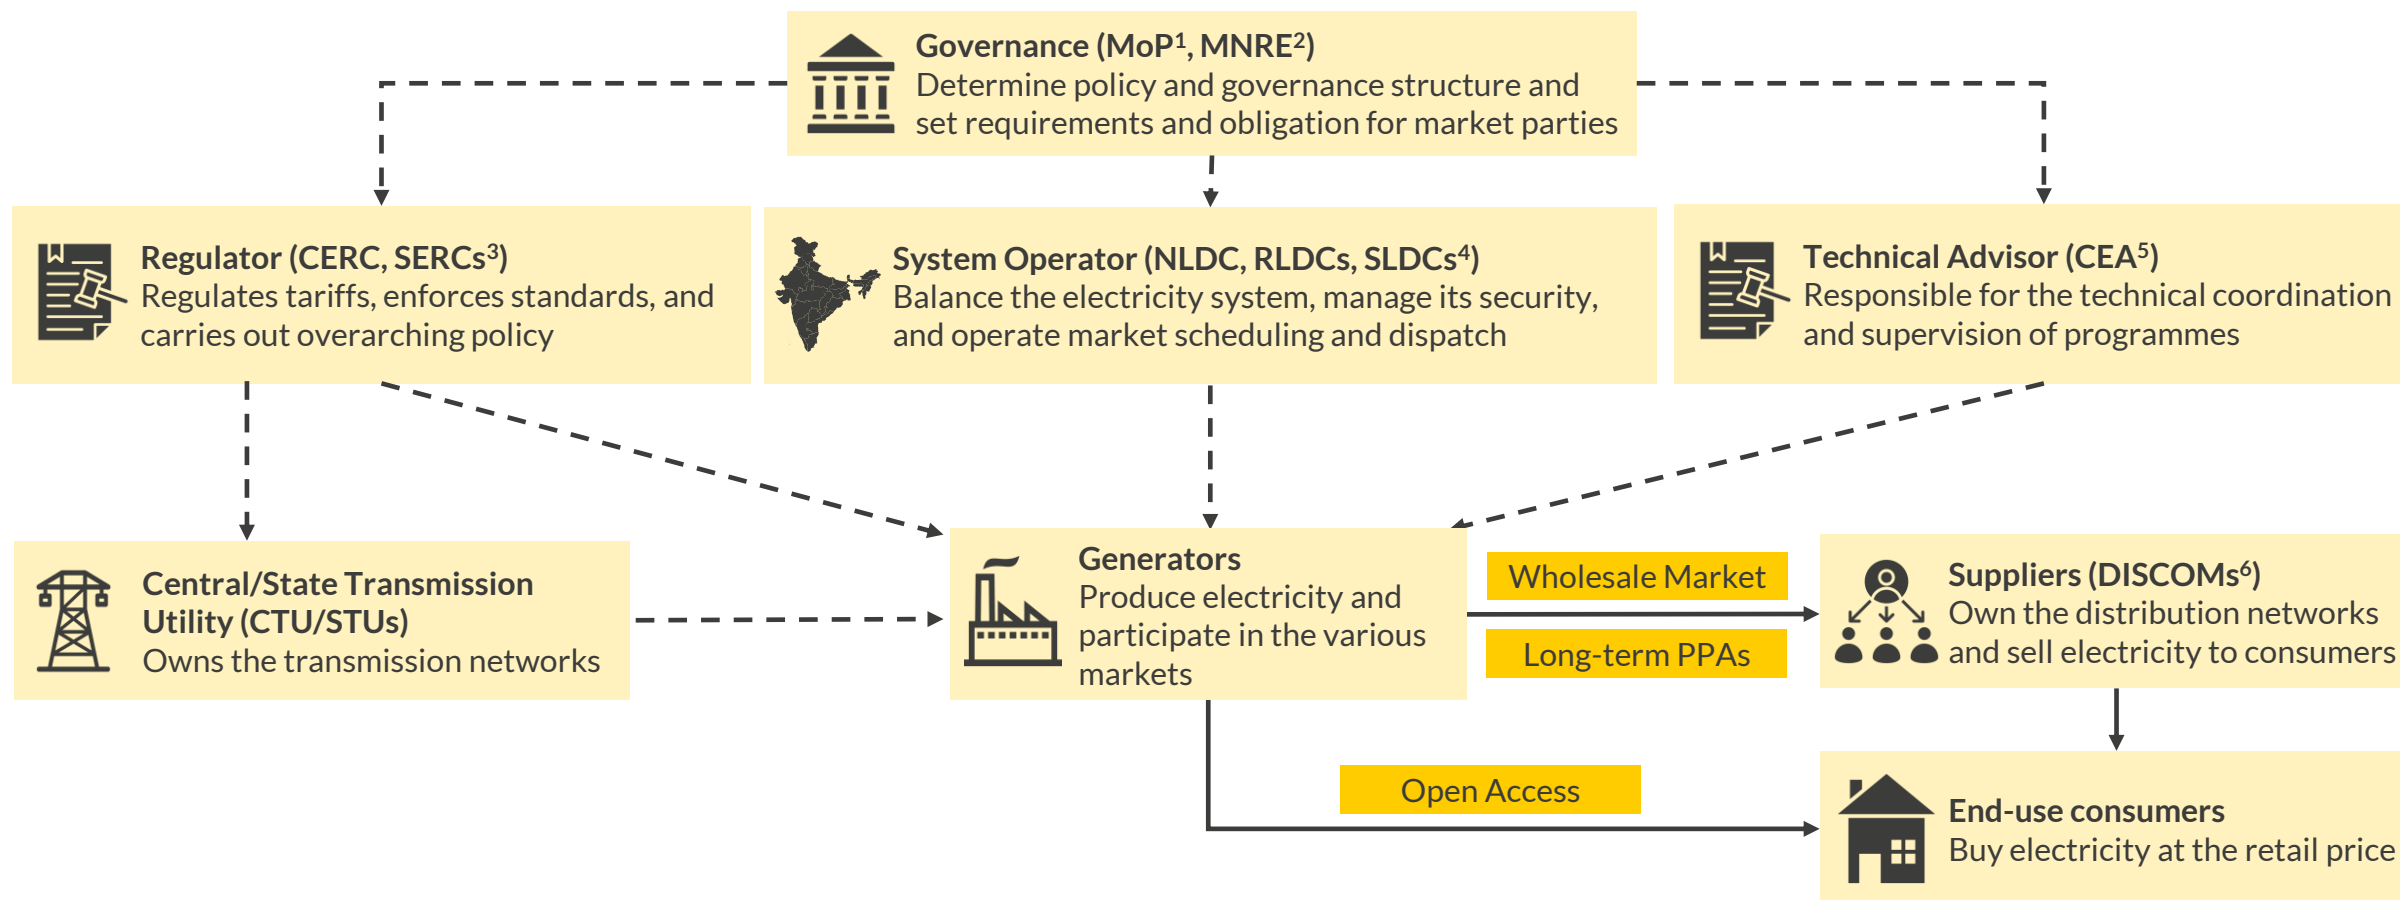 Governance (MoP¹, MNRE²)
Determine policy and governance structure and
set requirements and obligation for market parties
Regulator (CERC, SERCs³)
Regulates tariffs, enforces standards, and
carries out overarching policy
System Operator (NLDC, RLDCs, SLDCs⁴)
Balance the electricity system, manage its security,
and operate market scheduling and dispatch
Technical Advisor (CEA⁵)
Responsible for the technical coordination
and supervision of programmes
Central/State Transmission
Utility (CTU/STUs)
Owns the transmission networks
Generators
Produce electricity and
participate in the various
markets
Wholesale Market
Long-term PPAs
Suppliers (DISCOMs⁶)
Own the distribution networks
and sell electricity to consumers
Open Access
End-use consumers
Buy electricity at the retail price